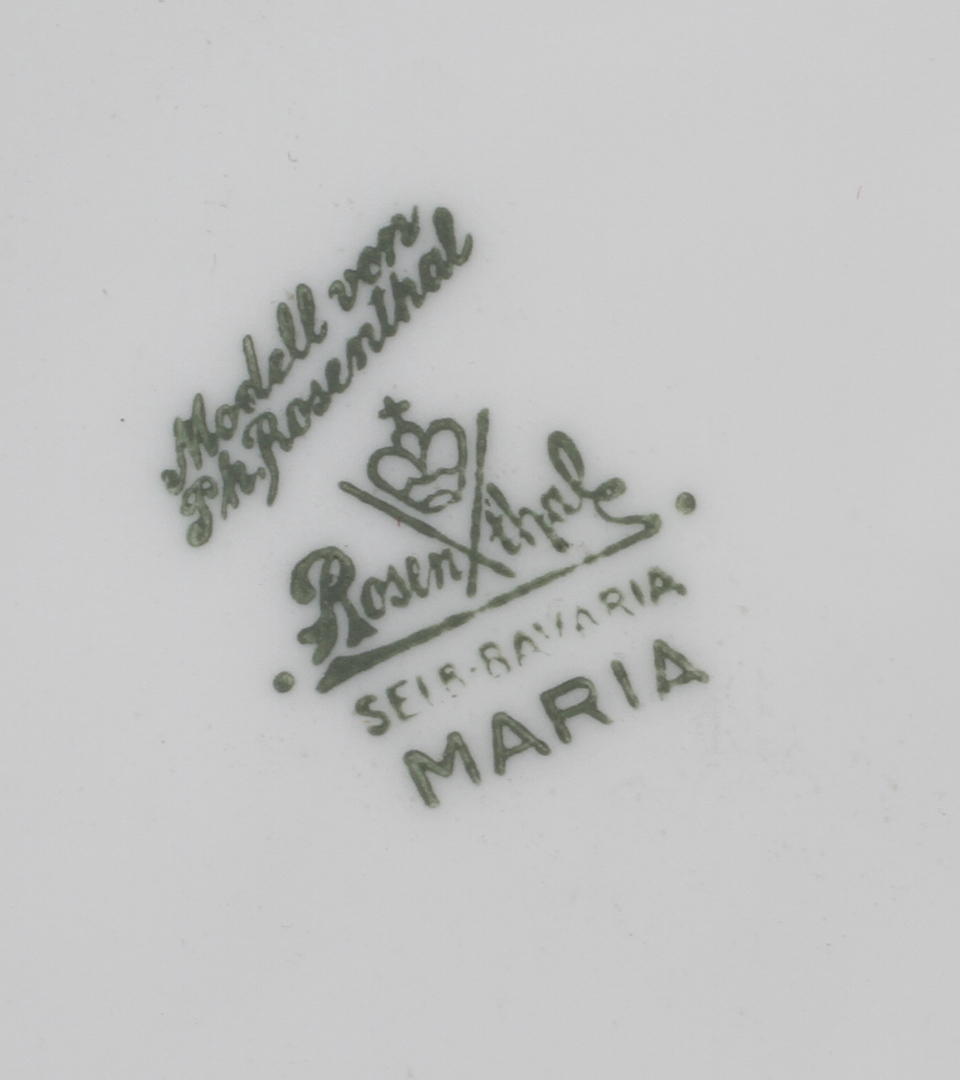 Modell von
Ph. Rosenthal
Rosenthal
SELB-BAVARIA
MARIA